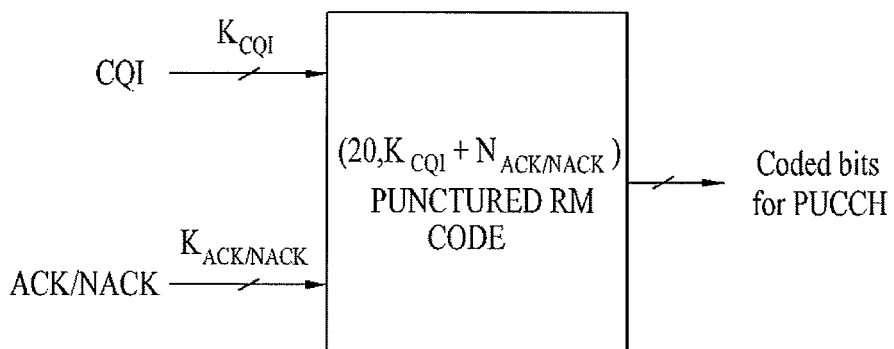 K_CQI
CQI
(20,K_CQI + N_ACK/NACK)
PUNCTURED RM
CODE
Coded bits
for PUCCH
K_ACK/NACK
ACK/NACK